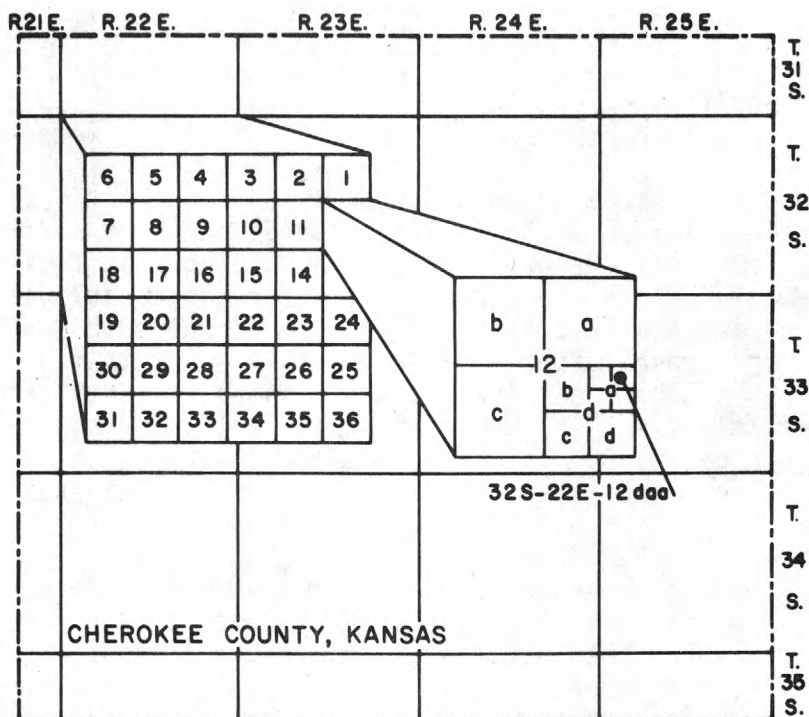 R21E. R. 22 E. R. 23 E. R. 24 E. R. 25 E.
T.
31
S.
T.
32
S.
T
33
S.
T.
34
S.
T.
35
S.
6 5 4 3 2 1
7 8 9 10 11
18 17 16 15 14
19 20 21 22 23 24
30 29 28 27 26 25
31 32 33 34 35 36
b a
12
b a
c d
c d
32S-22E-12 daa
CHEROKEE COUNTY, KANSAS